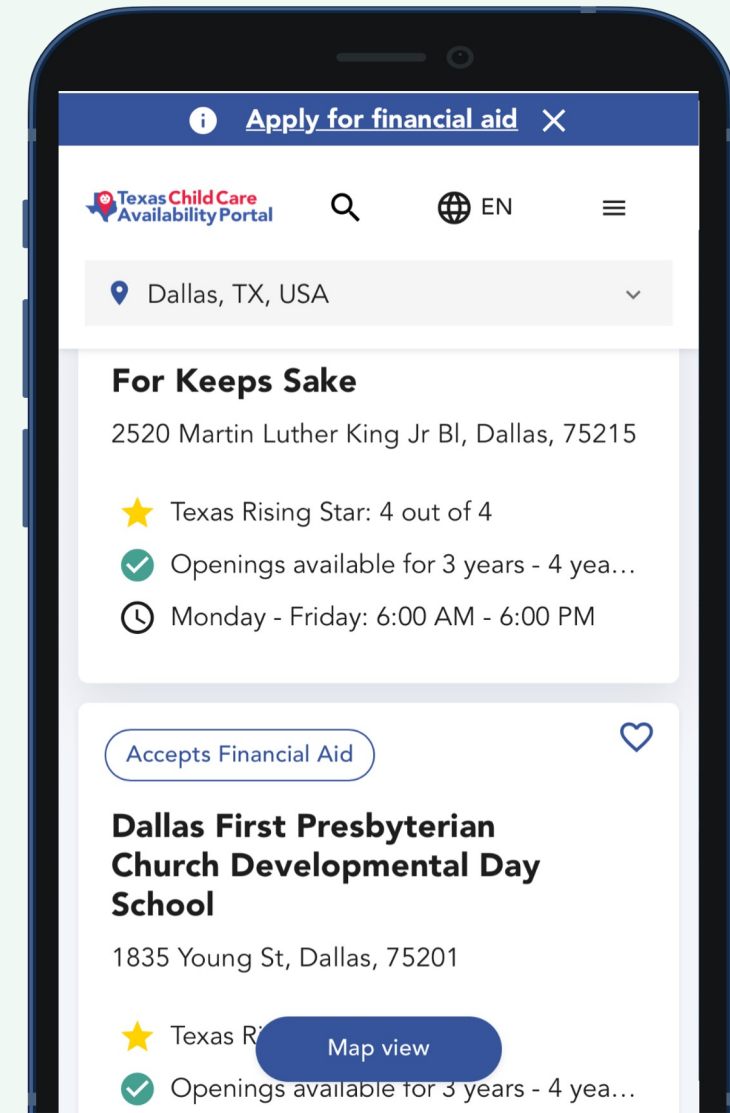 Apply for financial aid
Texas Child Care
Availability Portal
EN
Dallas, TX, USA
For Keeps Sake
2520 Martin Luther King Jr Bl, Dallas, 75215
Texas Rising Star: 4 out of 4
Openings available for 3 years - 4 yea...
Monday - Friday: 6:00 AM - 6:00 PM
Accepts Financial Aid
Dallas First Presbyterian
Church Developmental Day
School
1835 Young St, Dallas, 75201
Texas
Map view
Openings available for 3 years - 4 yea...